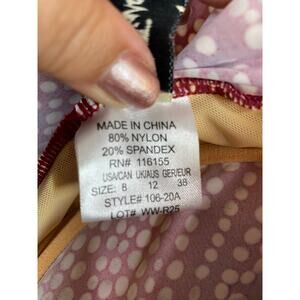 MADE IN CHINA
80% NYLON
20% SPANDEX
RN# 116155
USA/CAN UK/AUS GER/EUR
SIZE: 8 12 38
STYLE# 106-20A
LOT# WW-R25